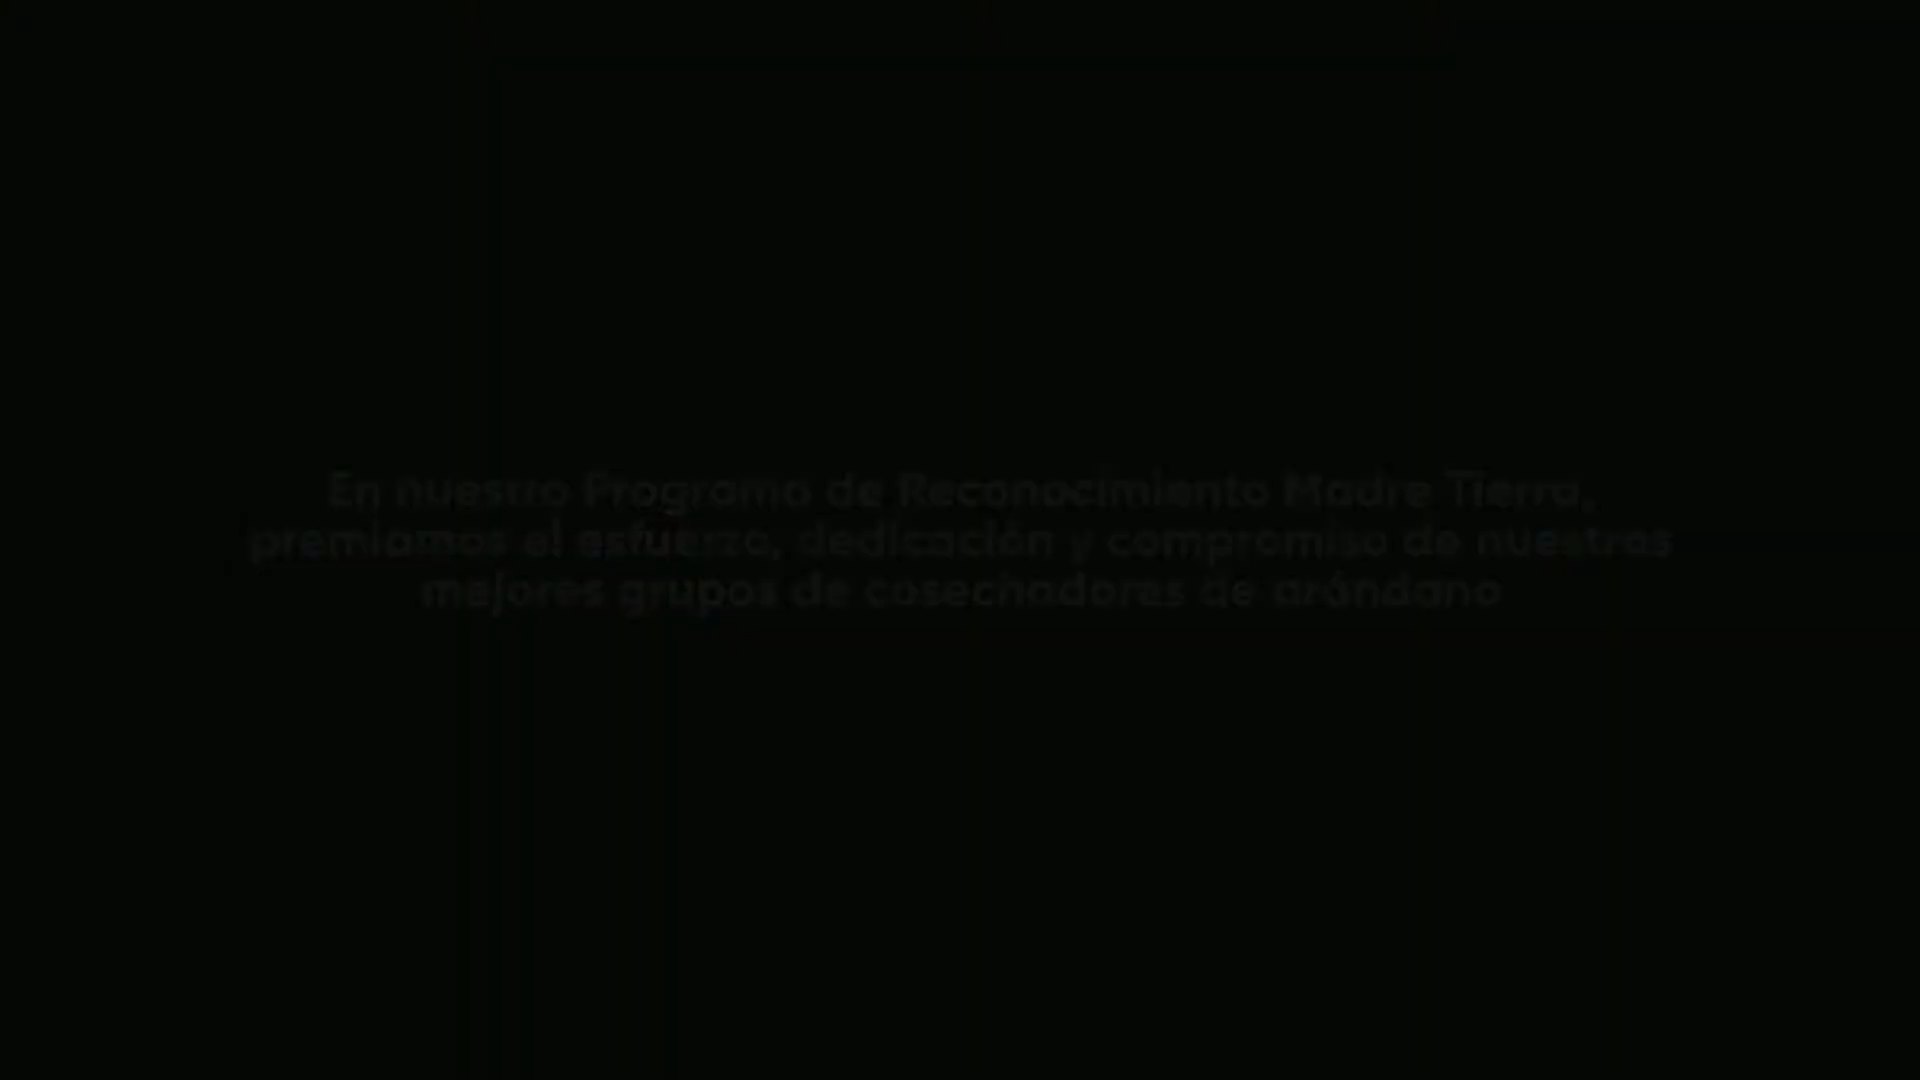 En nuestro Programa de Reconocimiento Madre Tierra,
premiamos el esfuerzo, dedicación y compromiso de nuestros
mejores grupos de cosechadores de arándano